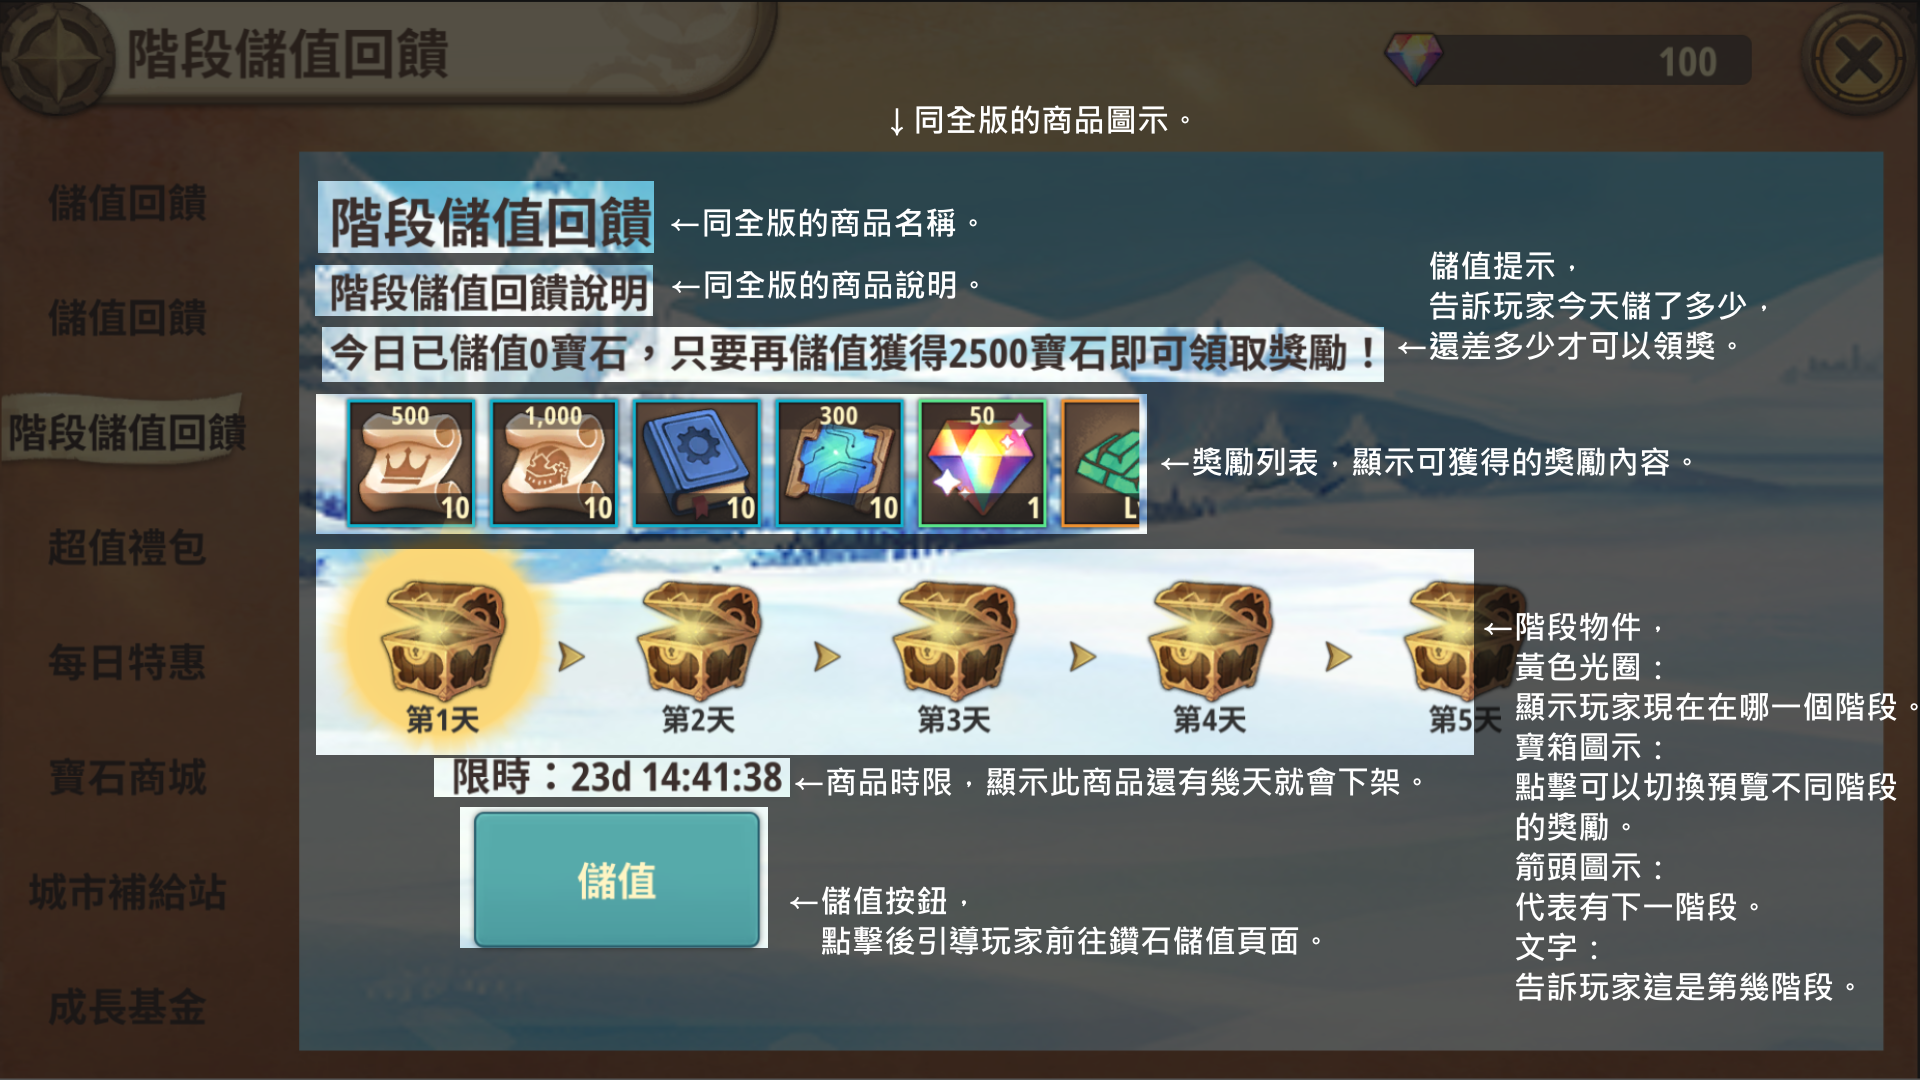 階段儲值回饋
100
↓同全版的商品圖示。
儲值回饋
儲值回饋
階段儲值回饋
超值禮包
每日特惠
寶石商城
城市補給站
成長基金
階段儲值回饋
←同全版的商品名稱。
階段儲值回饋說明
←同全版的商品說明。
今日已儲值0寶石，只要再儲值獲得2500寶石即可領取獎勵！
儲值提示，
告訴玩家今天儲了多少，
←還差多少才可以領獎。
500
10
1,000
10
10
300
10
50
1
Lv
←獎勵列表，顯示可獲得的獎勵內容。
第1天
第2天
第3天
第4天
第5天
←階段物件，
黃色光圈：
顯示玩家現在在哪一個階段。
寶箱圖示：
點擊可以切換預覽不同階段
的獎勵。
箭頭圖示：
代表有下一階段。
文字：
告訴玩家這是第幾階段。
限時：23d 14:41:38
←商品時限，顯示此商品還有幾天就會下架。
儲值
←儲值按鈕，
點擊後引導玩家前往鑽石儲值頁面。